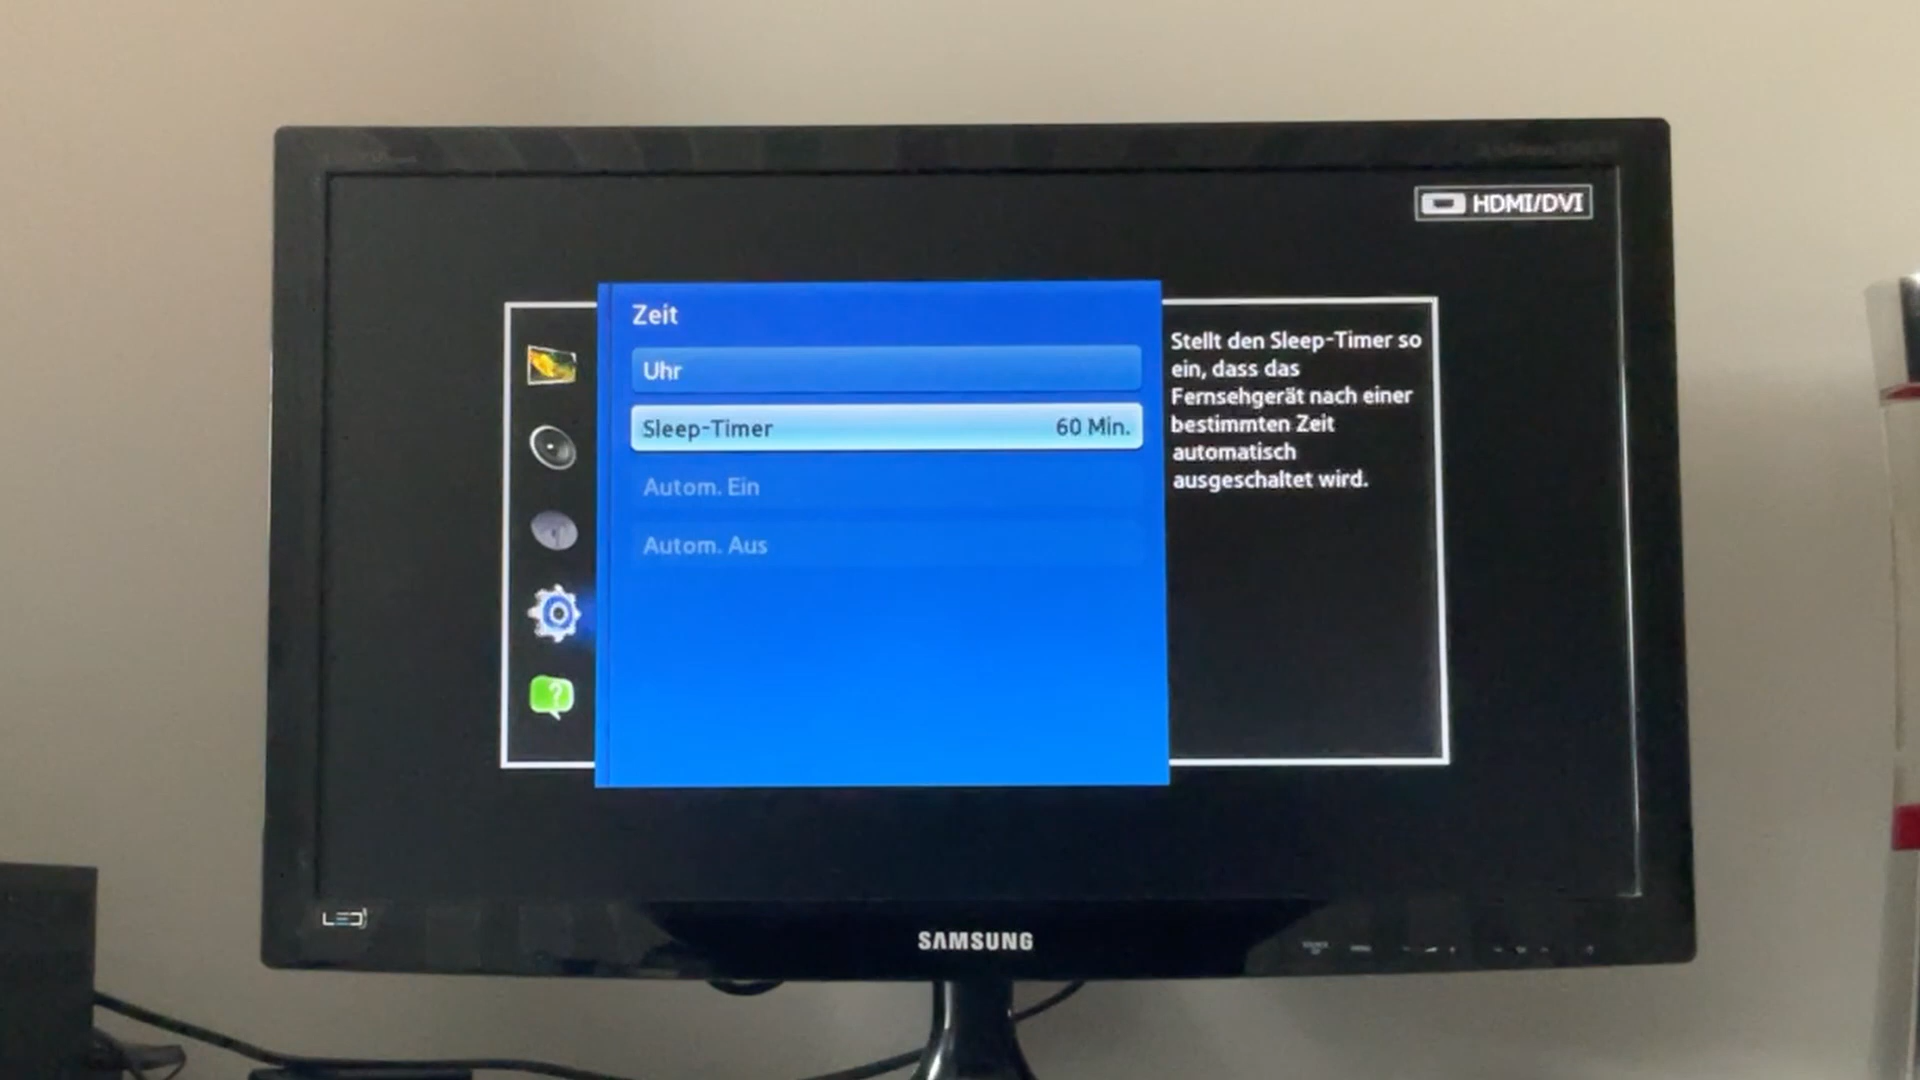 HDMI/DVI
Zeit
Uhr
Sleep-Timer 60 Min.
Autom. Ein
Autom. Aus
Stellt den Sleep-Timer so
ein, dass das
Fernsehgerät nach einer
bestimmten Zeit
automatisch
ausgeschaltet wird.
?
LED
SAMSUNG